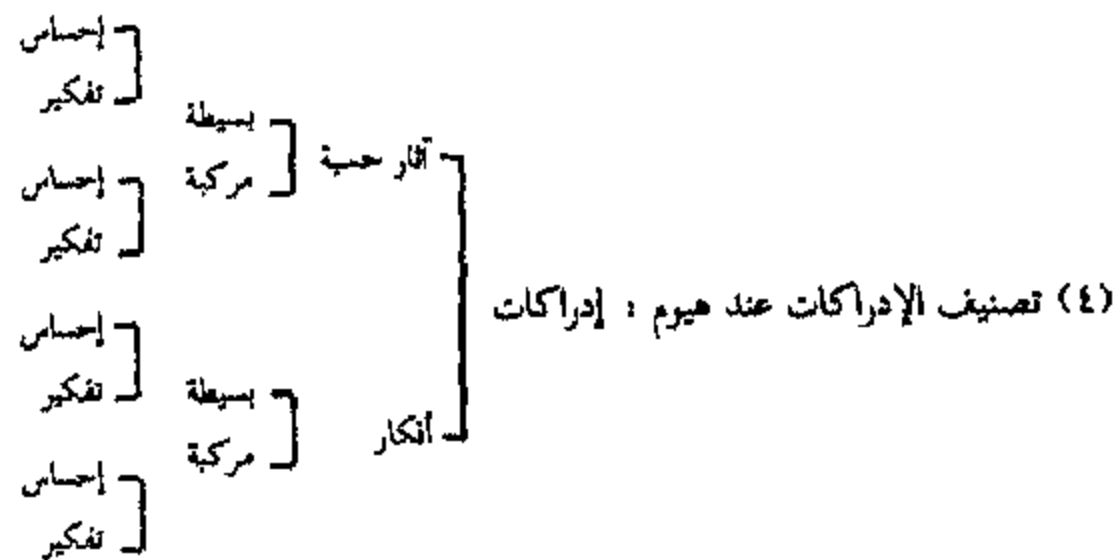 (٤) تصنيف الإدراكات عند هيوم : إدراكات
آثار حسية
بسيطة
إحساس
تفكير
مركبة
إحساس
تفكير
أفكار
بسيطة
إحساس
تفكير
مركبة
إحساس
تفكير